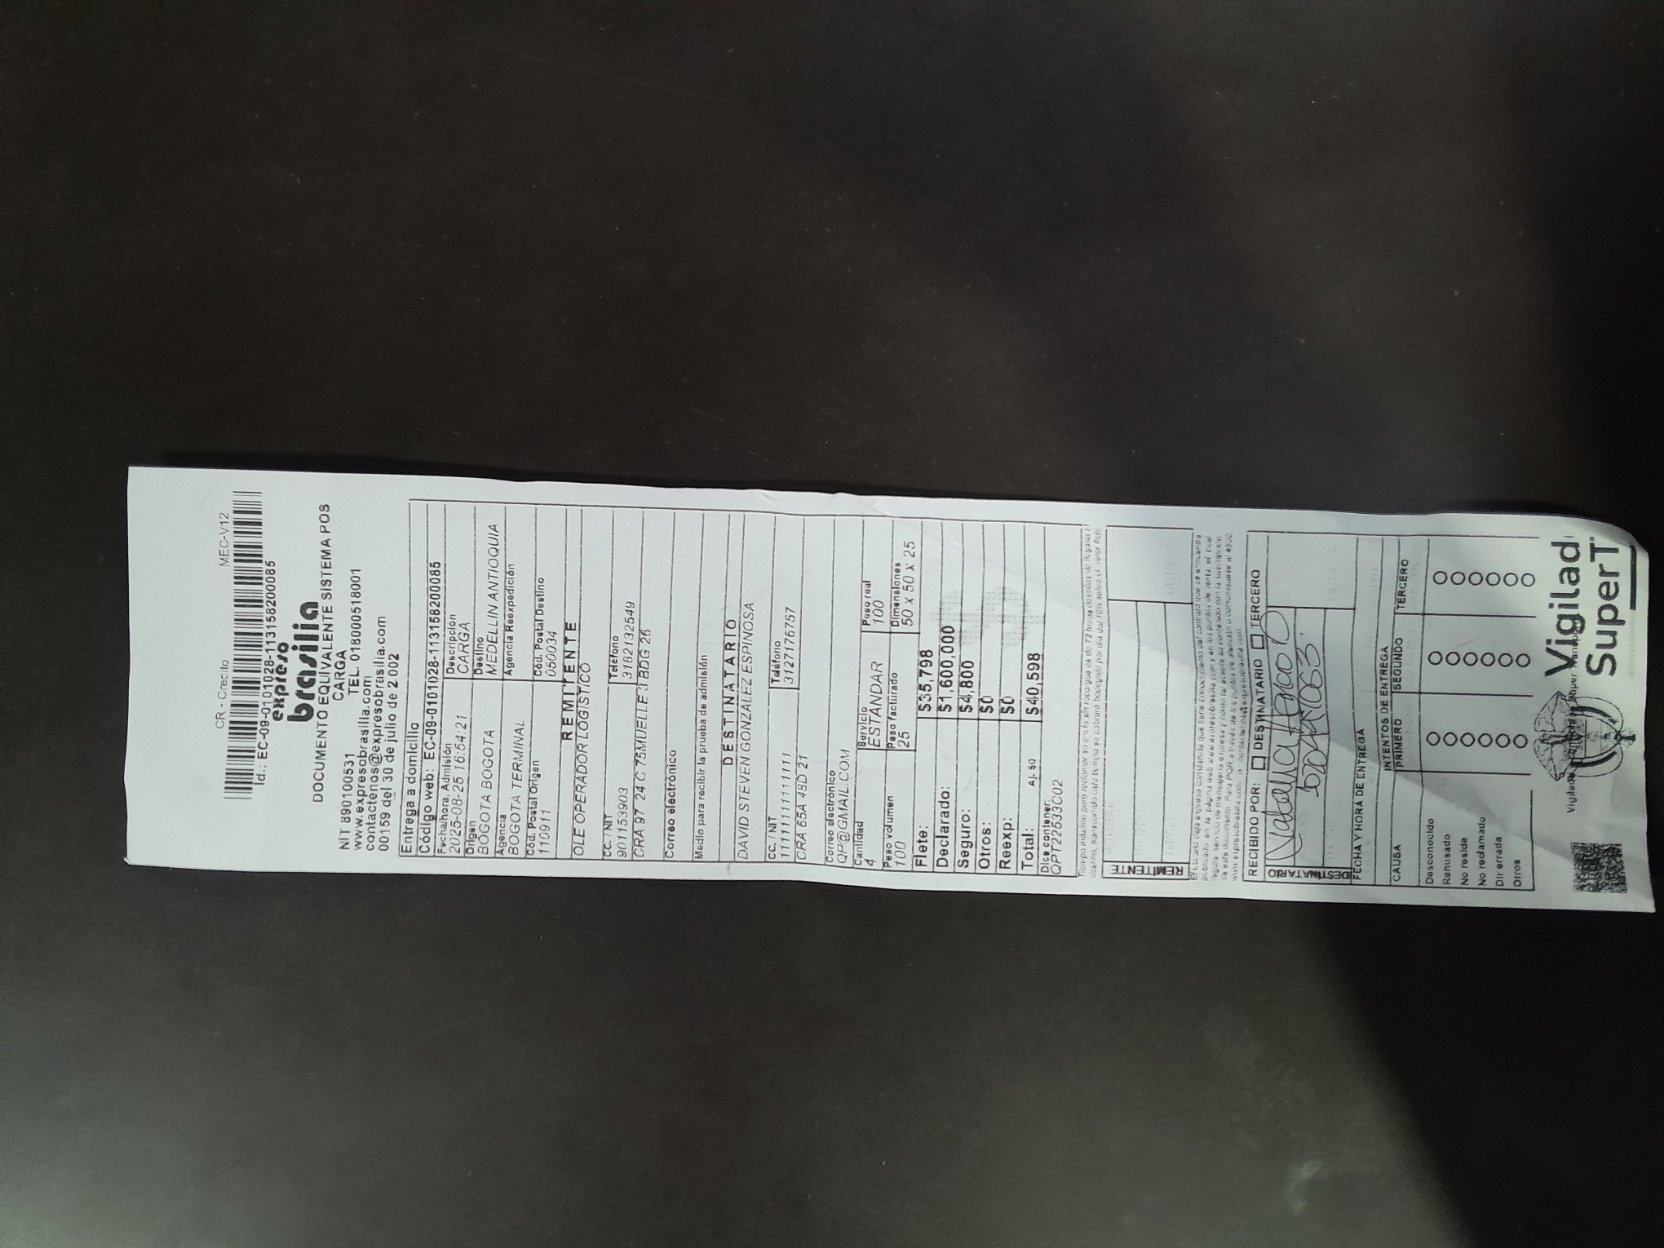 CR - Credito MEC-V12
Id.: EC-09-0101028-113158200085
expreso
brasilia
DOCUMENTO EQUIVALENTE SISTEMA POS
CARGA
NIT 890100531 TEL. 018000518001
www.expresobrasilia.com
contactenos@expresobrasilia.com
00159 del 30 de julio de 2002
Entrega a domicilio
Código web: EC-09-0101028-113158200085
Fecha/hora. Admisión Descripción
2025-08-25 16:54:21 CARGA
Origen Destino
BOGOTA BOGOTA MEDELLIN ANTIOQUIA
Agencia Agencia Reexpedición
BOGOTA TERMINAL
Cód. Postal Origen Cód. Postal Destino
110911 050034
REMITENTE
OLE OPERADOR LOGISTICO
CC. / NIT Teléfono
901153903 3182132549
CRA 97 24 C 75MUELLE 3 BDG 26
Correo electrónico
Medio para recibir la prueba de admisión
DESTINATARIO
DAVID STEVEN GONZALEZ ESPINOSA
CC. / NIT Teléfono
1111111111111 3127176757
CRA 65A 48D 21
Correo electrónico
QP@GMAIL.COM
Cantidad Servicio Peso real
4 ESTANDAR 100
Peso volumen Peso facturado Dimensiones
100 25 50 x 50 x 25
Flete: $35,798
Declarado: $1,600,000
Seguro: $4,800
Otros: $0
Reexp: $0
Total: Aj. $0 $40,598
Dice contener:
QPT22533C02
REMITENTE
RECIBIDO POR: DESTINATARIO TERCERO
DESTINATARIO
FECHA Y HORA DE ENTREGA
INTENTOS DE ENTREGA
CAUSA PRIMERO SEGUNDO TERCERO
Desconocido
Rehusado
No reside
No reclamado
Dir errada
Otros
Vigilad
SuperT